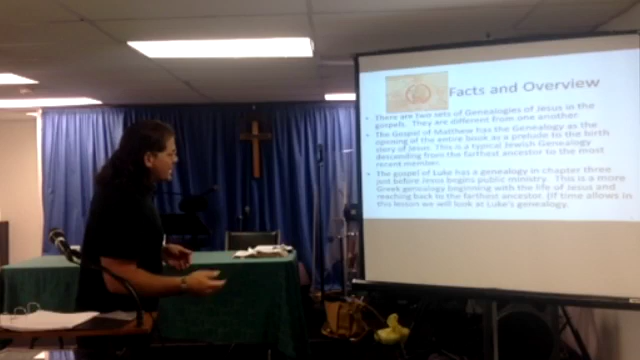 Facts and Overview
• There are two sets of Genealogies of Jesus in the
gospels. They are different from one another.
• The Gospel of Matthew has the Genealogy as the
opening of the entire book as a prelude to the birth
story of Jesus. This is a typical Jewish Genealogy
descending from the farthest ancestor to the most
recent member.
• The gospel of Luke has a genealogy in chapter three
just before Jesus begins public ministry. This is a more
Greek genealogy beginning with the life of Jesus and
reaching back to the farthest ancestor. (If time allows in
this lesson we will look at Luke's genealogy.